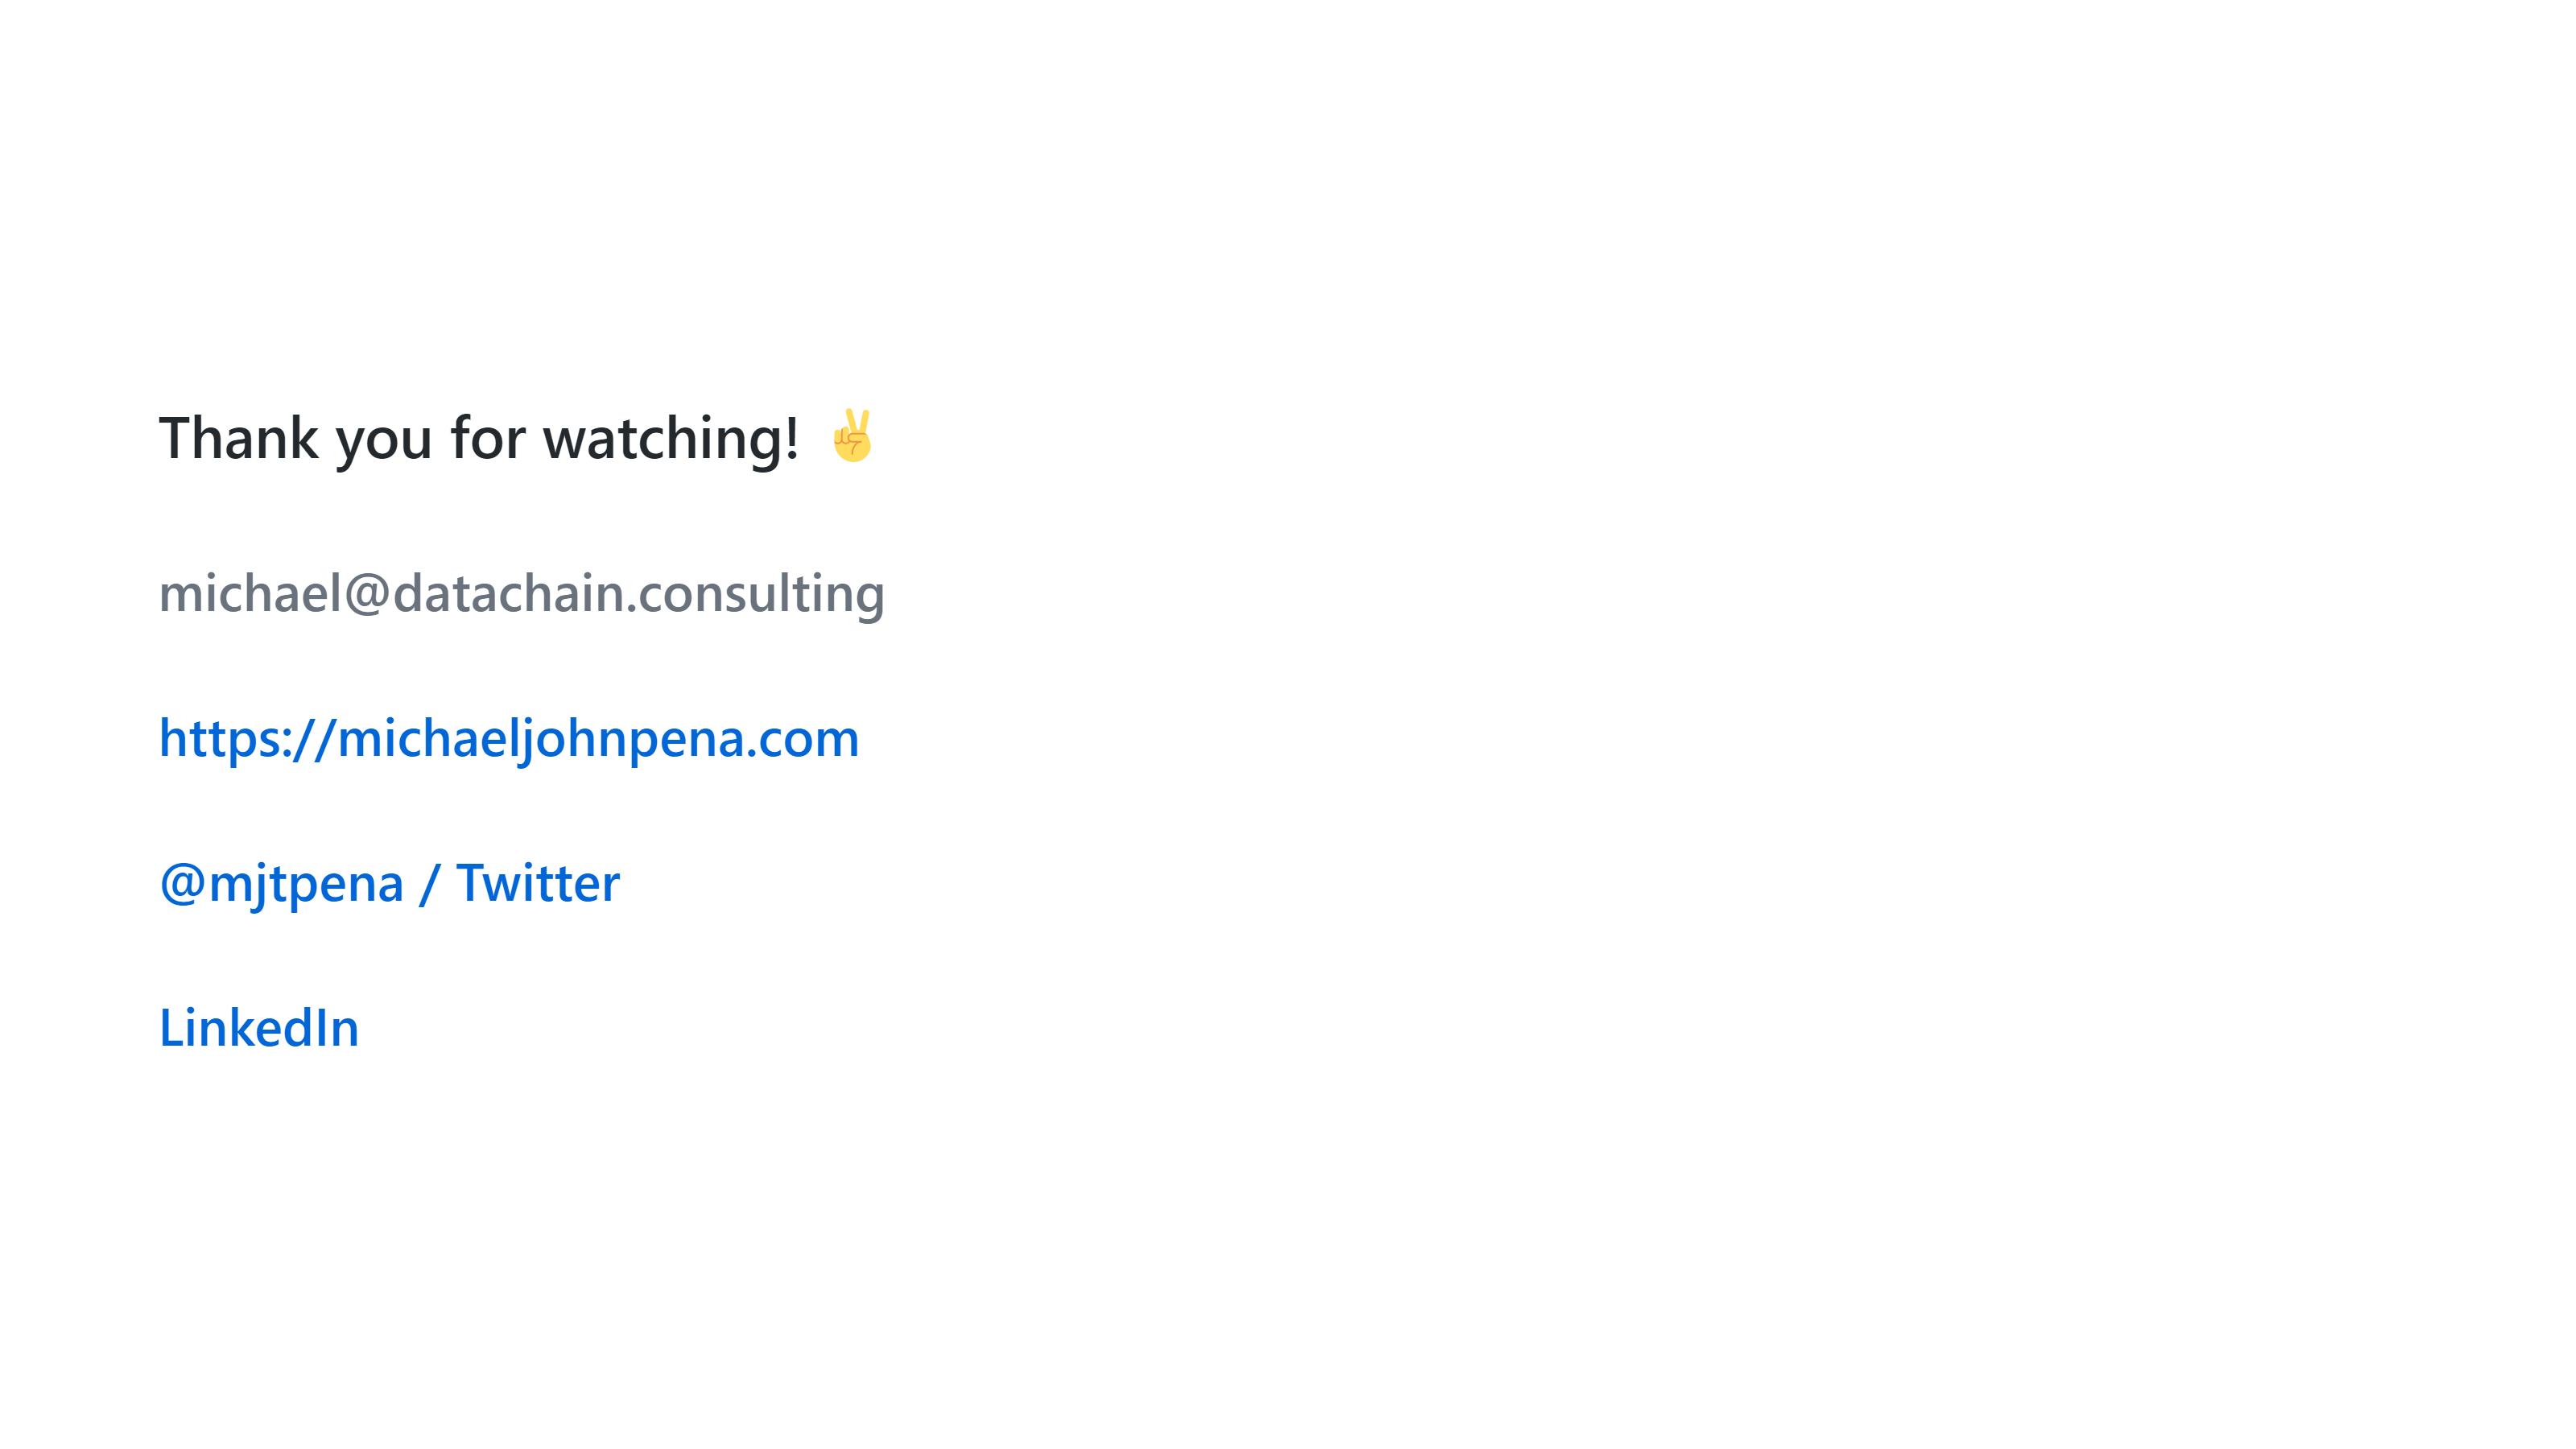 Thank you for watching! ✌
michael@datachain.consulting
https://michaeljohnpena.com
@mjtpena / Twitter
LinkedIn